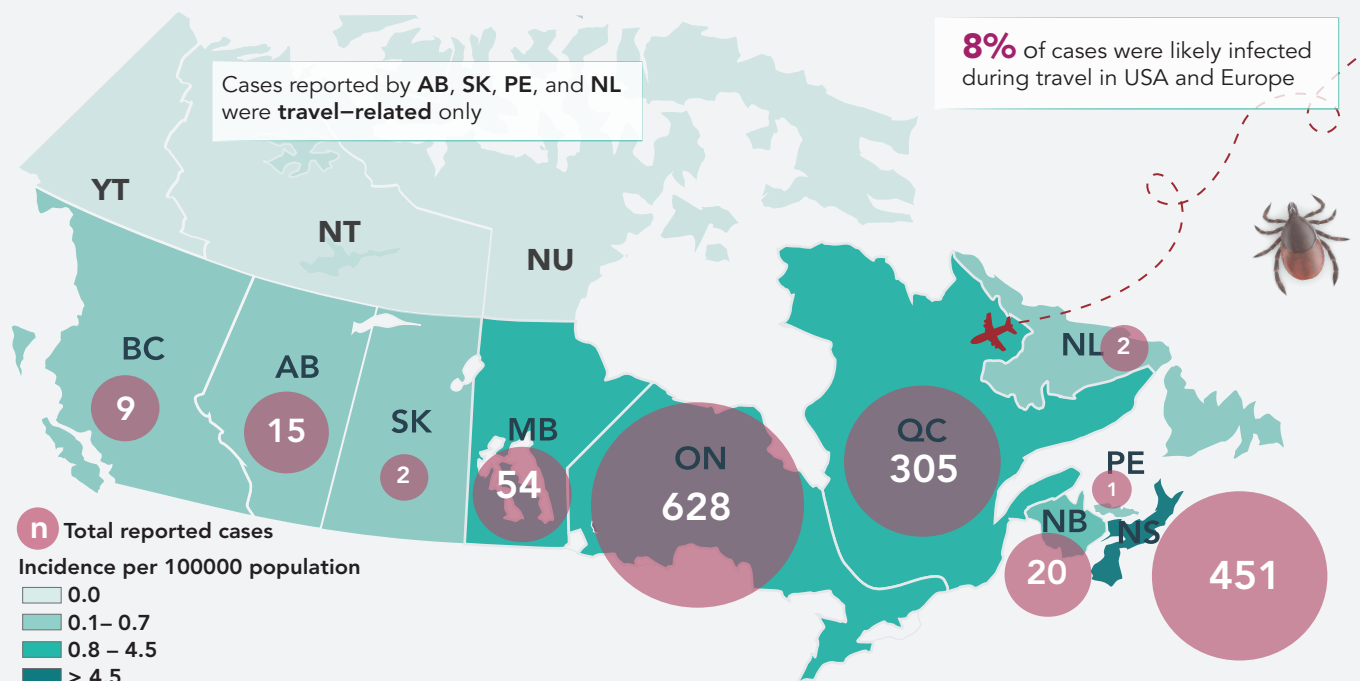 Cases reported by AB, SK, PE, and NL
were travel–related only
8% of cases were likely infected
during travel in USA and Europe
YT
NT
NU
BC
9
AB
15
SK
2
MB
54
ON
628
QC
305
NL 2
PE
1
NB
20
NS
451
n Total reported cases
Incidence per 100000 population
0.0
0.1– 0.7
0.8 – 4.5
> 4.5